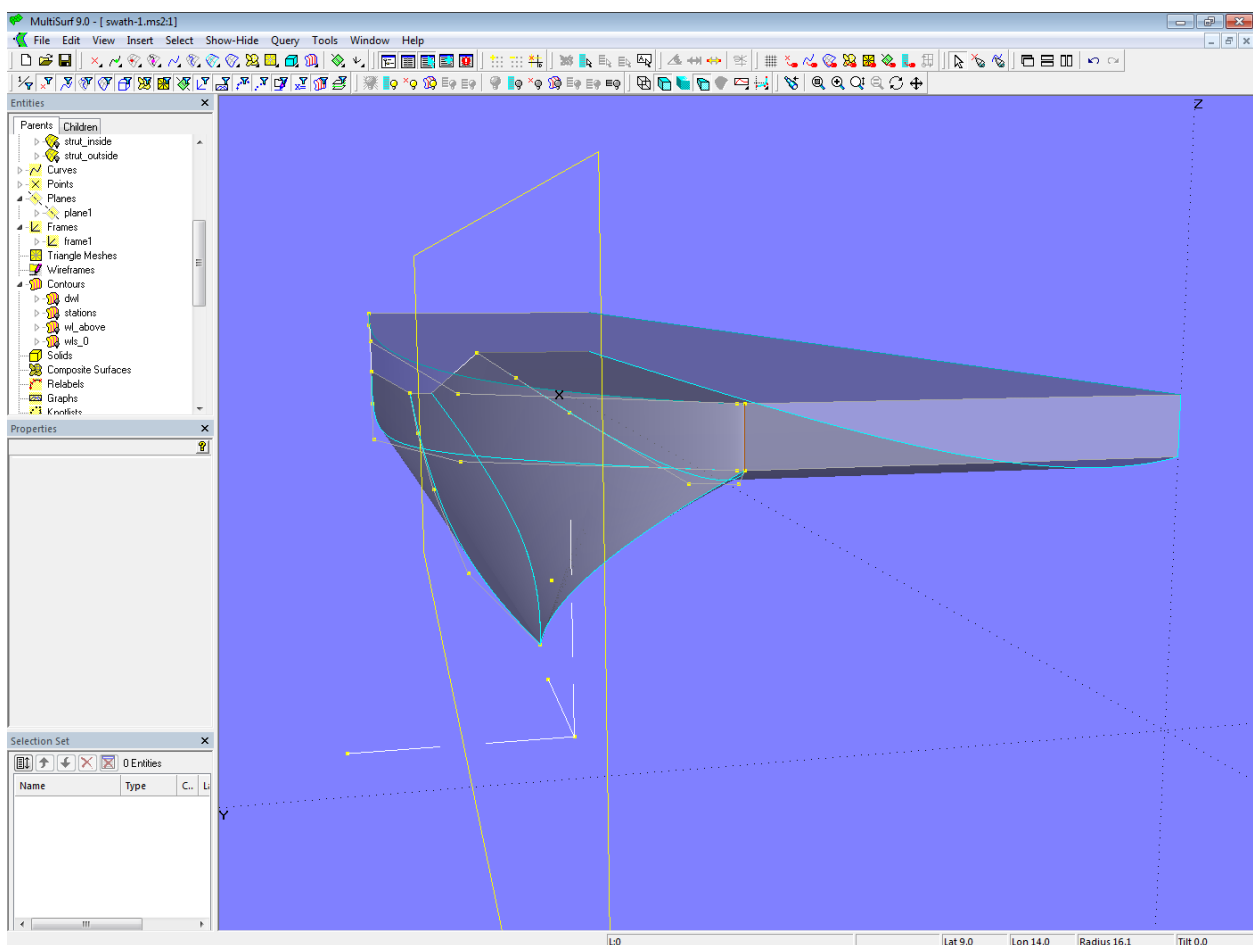 MultiSurf 9.0 - [ swath-1.ms2:1]
File Edit View Insert Select Show-Hide Query Tools Window Help
Entities
Parents Children
strut_inside
strut_outside
Curves
Points
Planes
plane1
Frames
frame1
Triangle Meshes
Wireframes
Contours
dwl
stations
wl_above
wls_0
Solids
Composite Surfaces
Relabels
Graphs
Knotlists
Properties
Selection Set
0 Entities
Name Type C..
Z
X
Y
L:0 Lat 9.0 Lon 14.0 Radius 16.1 Tilt 0.0